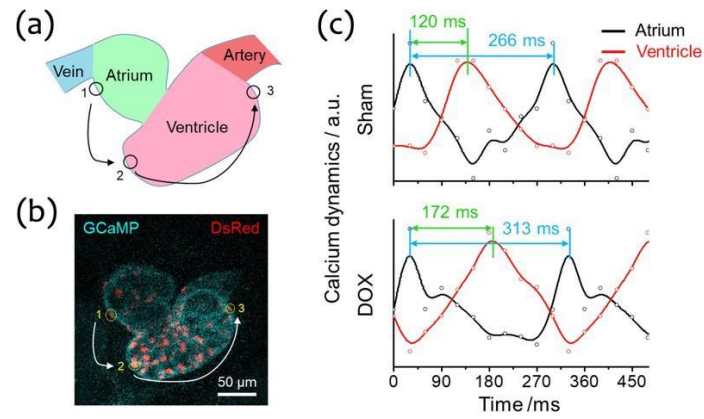 (a)
Vein
Atrium
Artery
Ventricle
1
2
3
(b)
GCaMP
DsRed
1
2
3
50 µm
(c)
120 ms
266 ms
Atrium
Ventricle
Sham
172 ms
313 ms
DOX
Calcium dynamics / a.u.
0 90 180 270 360 450
Time /ms